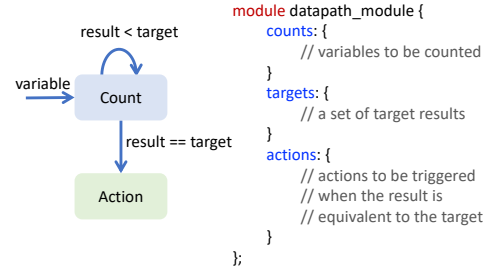 result < target
variable
Count
result == target
Action
module datapath_module {
counts: {
// variables to be counted
}
targets: {
// a set of target results
}
actions: {
// actions to be triggered
// when the result is
// equivalent to the target
}
};